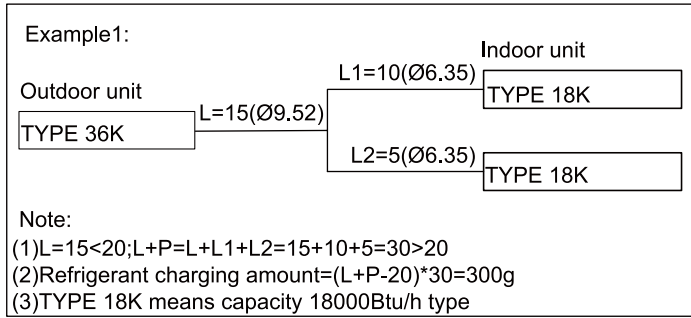 Example1:
Indoor unit
L1=10(Ø6.35)
TYPE 18K
Outdoor unit
L=15(Ø9.52)
TYPE 36K
L2=5(Ø6.35)
TYPE 18K
Note:
(1)L=15<20;L+P=L+L1+L2=15+10+5=30>20
(2)Refrigerant charging amount=(L+P-20)*30=300g
(3)TYPE 18K means capacity 18000Btu/h type